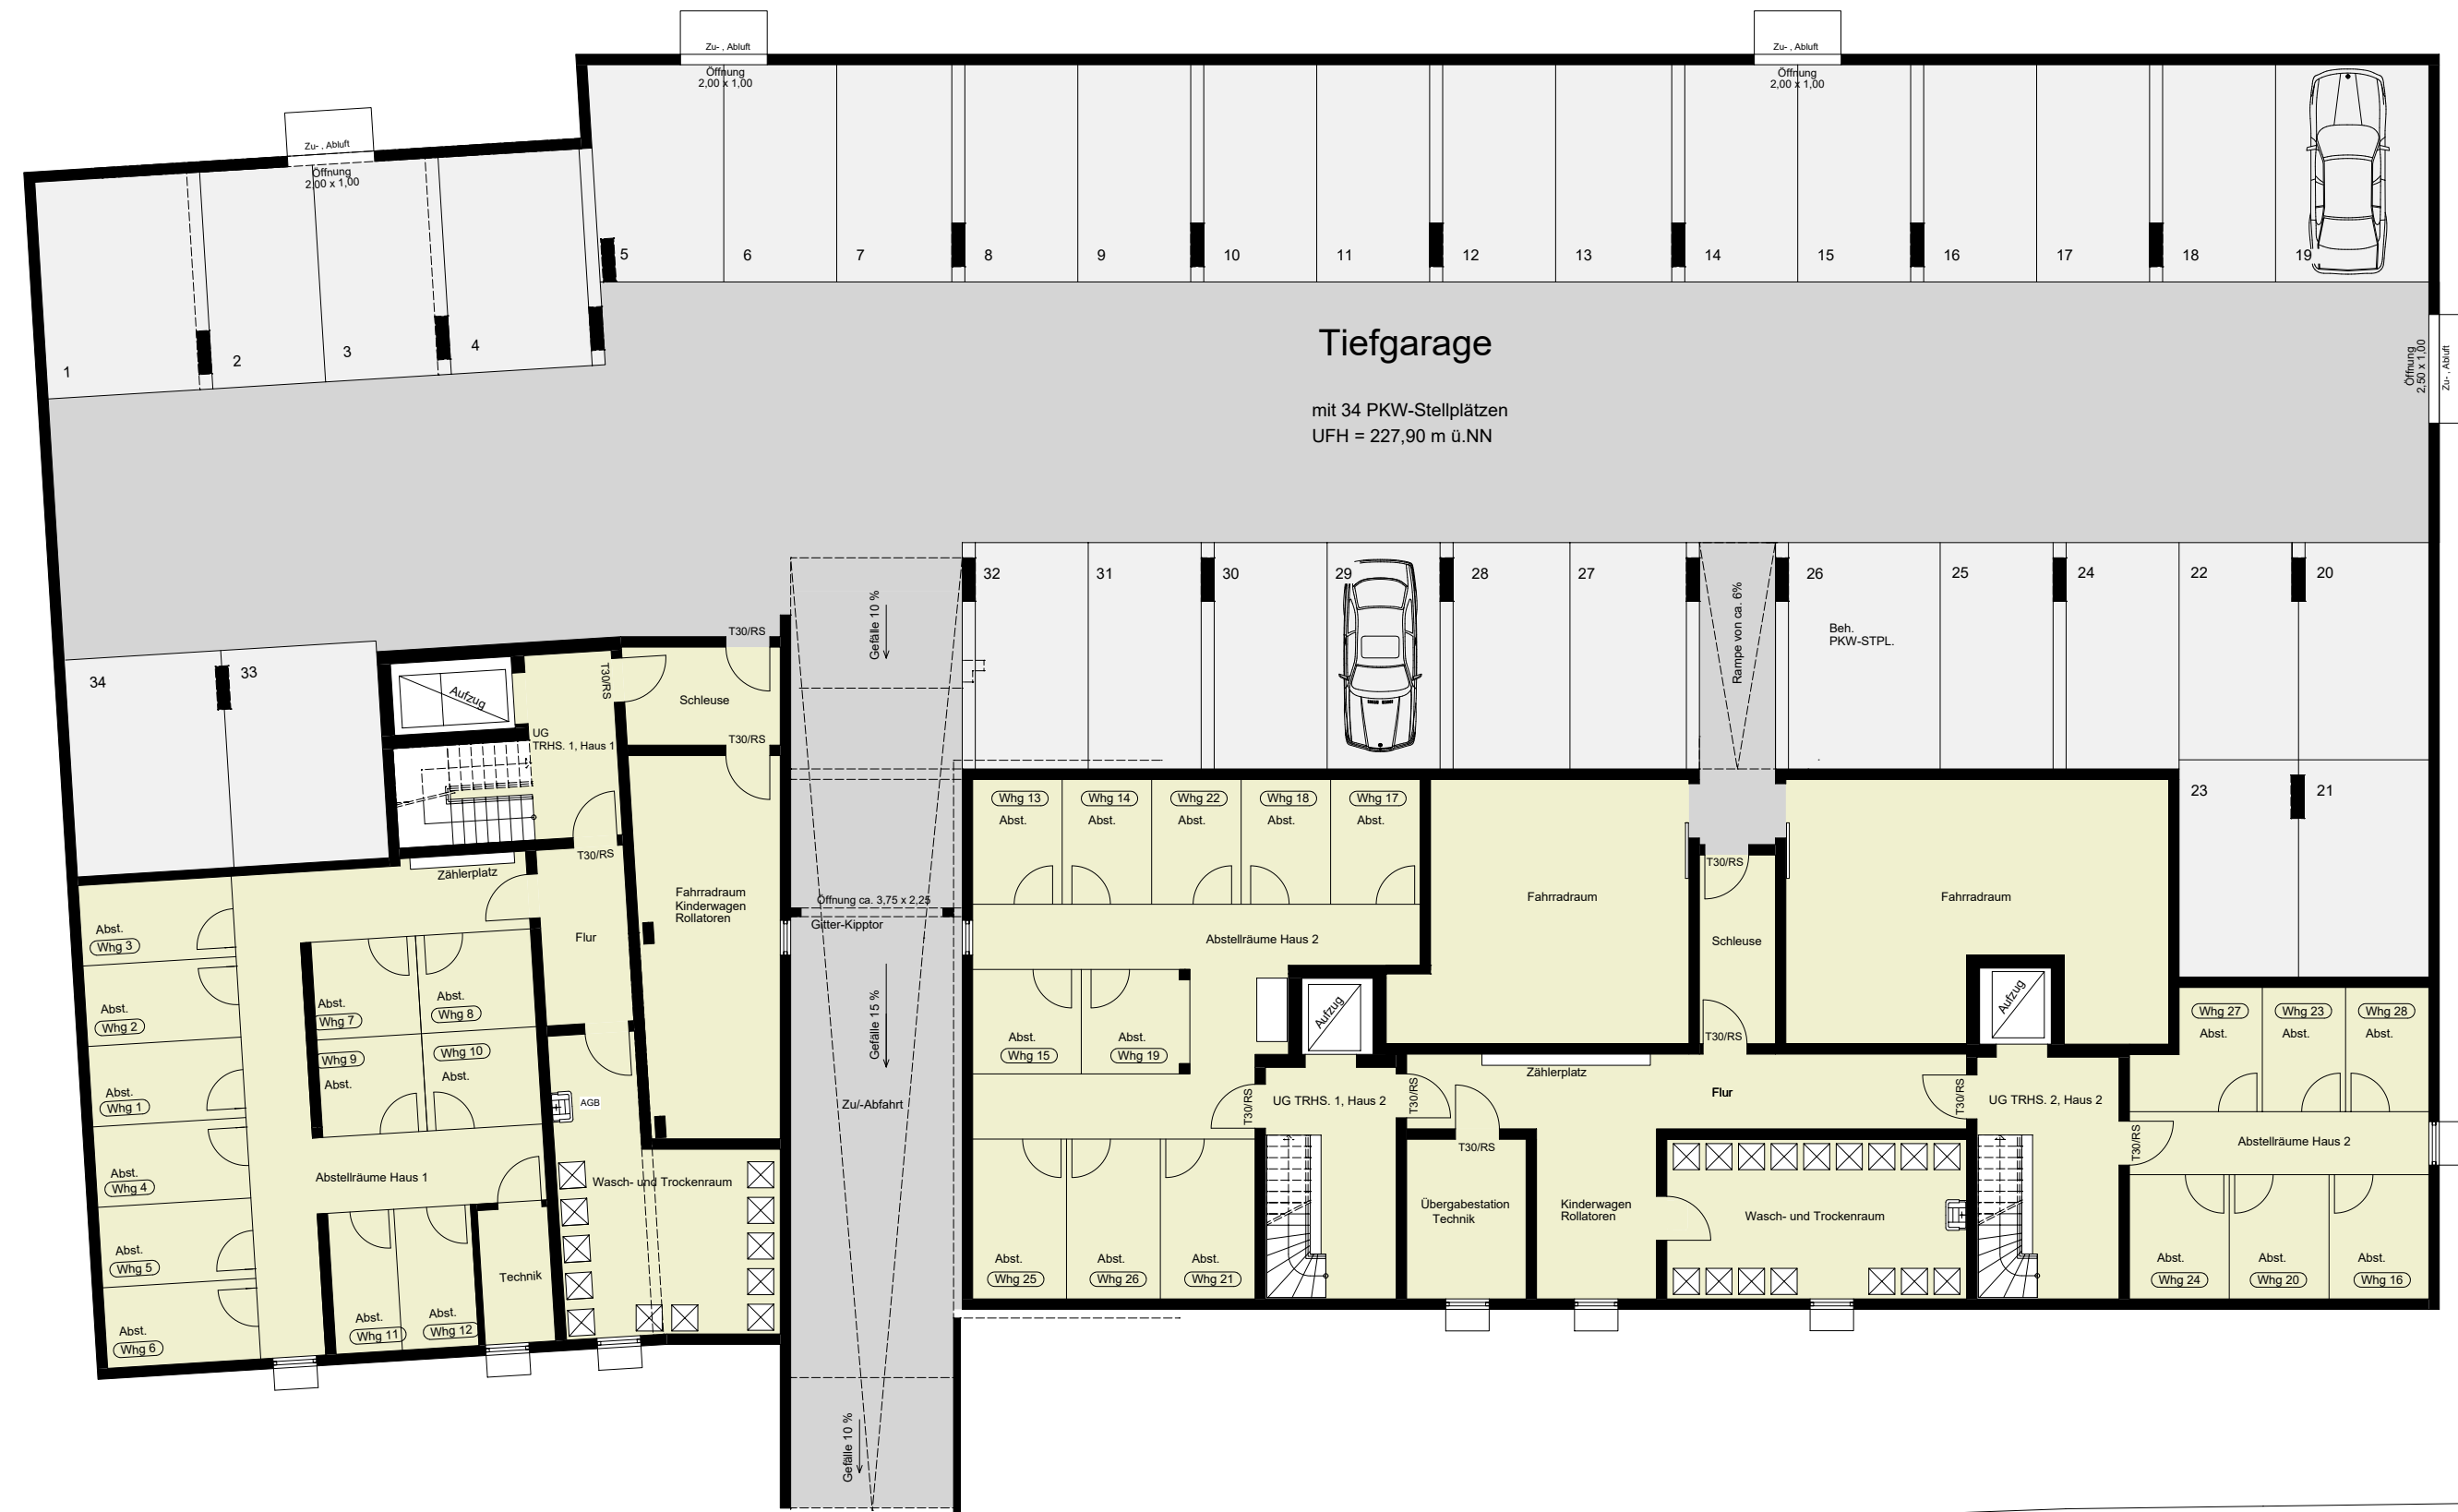 Zu- , Abluft
Öffnung
2,00 x 1,00
Zu- , Abluft
Öffnung
2,00 x 1,00
Zu- , Abluft
Öffnung
2,00 x 1,00
1
2
3
4
5
6
7
8
9
10
11
12
13
14
15
16
17
18
19
Tiefgarage
mit 34 PKW-Stellplätzen
UFH = 227,90 m ü.NN
Öffnung
2,50 x 1,00
Zu- , Abluft
32
31
30
29
28
27
Rampe von ca. 6%
26
25
24
22
20
Beh.
PKW-STPL.
23
21
34
33
Aufzug
UG
TRHS. 1, Haus 1
T30/RS
T30/RS
Schleuse
T30/RS
T30/RS
Zählerplatz
Flur
Fahrradraum
Kinderwagen
Rollatoren
Abst.
Whg 3
Abst.
Whg 2
Abst.
Whg 1
Abst.
Whg 4
Abst.
Whg 5
Abst.
Whg 6
Abst.
Whg 7
Abst.
Whg 8
Whg 9
Abst.
Whg 10
Abst.
AGB
Abstellräume Haus 1
Abst.
Whg 11
Abst.
Whg 12
Technik
Wasch- und Trockenraum
Gefälle 10 %
Öffnung ca. 3,75 x 2,25
Gitter-Kipptor
Gefälle 15 %
Zu/-Abfahrt
Gefälle 10 %
Whg 13
Abst.
Whg 14
Abst.
Whg 22
Abst.
Whg 18
Abst.
Whg 17
Abst.
Abstellräume Haus 2
Abst.
Whg 15
Abst.
Whg 19
Abst.
Whg 25
Abst.
Whg 26
Abst.
Whg 21
Aufzug
T30/RS
UG TRHS. 1, Haus 2
T30/RS
Fahrradraum
T30/RS
Schleuse
T30/RS
Fahrradraum
Aufzug
Zählerplatz
Flur
T30/RS
T30/RS
Übergabestation
Technik
Kinderwagen
Rollatoren
Wasch- und Trockenraum
UG TRHS. 2, Haus 2
T30/RS
Whg 27
Abst.
Whg 23
Abst.
Whg 28
Abst.
Abstellräume Haus 2
Abst.
Whg 24
Abst.
Whg 20
Abst.
Whg 16